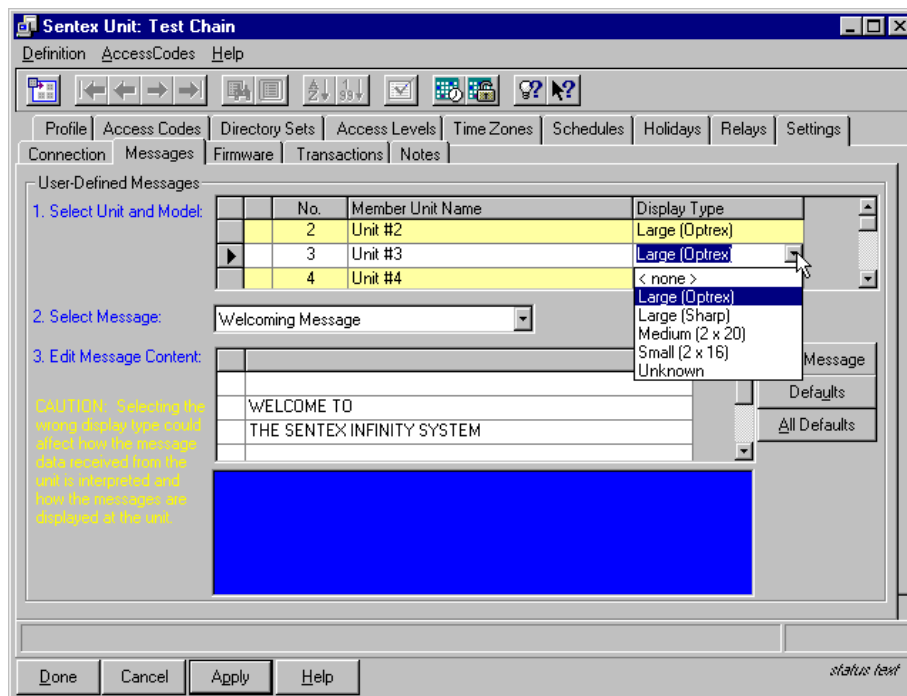 Sentex Unit: Test Chain
Definition AccessCodes Help
Profile Access Codes Directory Sets Access Levels Time Zones Schedules Holidays Relays Settings
Connection Messages Firmware Transactions Notes
User-Defined Messages
1. Select Unit and Model:
No. Member Unit Name Display Type
2 Unit #2 Large (Optrex)
3 Unit #3 Large (Optrex)
4 Unit #4
< none >
Large (Optrex)
Large (Sharp)
Medium (2 x 20)
Small (2 x 16)
Unknown
2. Select Message:
Welcoming Message
3. Edit Message Content:
WELCOME TO
THE SENTEX INFINITY SYSTEM
Message
Defaults
All Defaults
CAUTION: Selecting the
wrong display type could
affect how the message
data received from the
unit is interpreted and
how the messages are
displayed at the unit.
Done Cancel Apply Help
status text